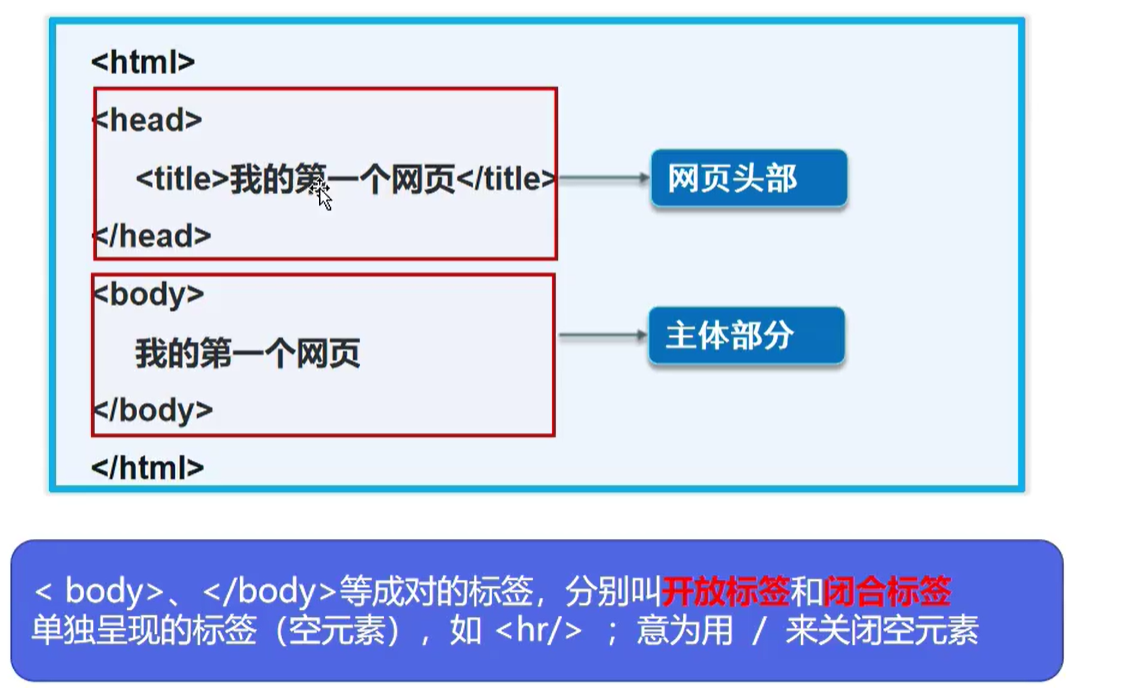 <html>
<head>
<title>我的第一个网页</title>
网页头部
</head>
<body>
主体部分
我的第一个网页
</body>
</html>
< body>、</body>等成对的标签，分别叫开放标签和闭合标签
单独呈现的标签（空元素），如 <hr/> ；意为用 / 来关闭空元素